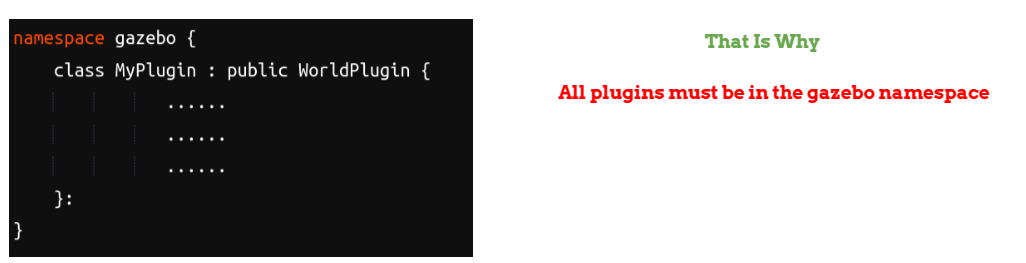 namespace gazebo {
class MyPlugin : public WorldPlugin {
......
......
......
}:
}
That Is Why
All plugins must be in the gazebo namespace